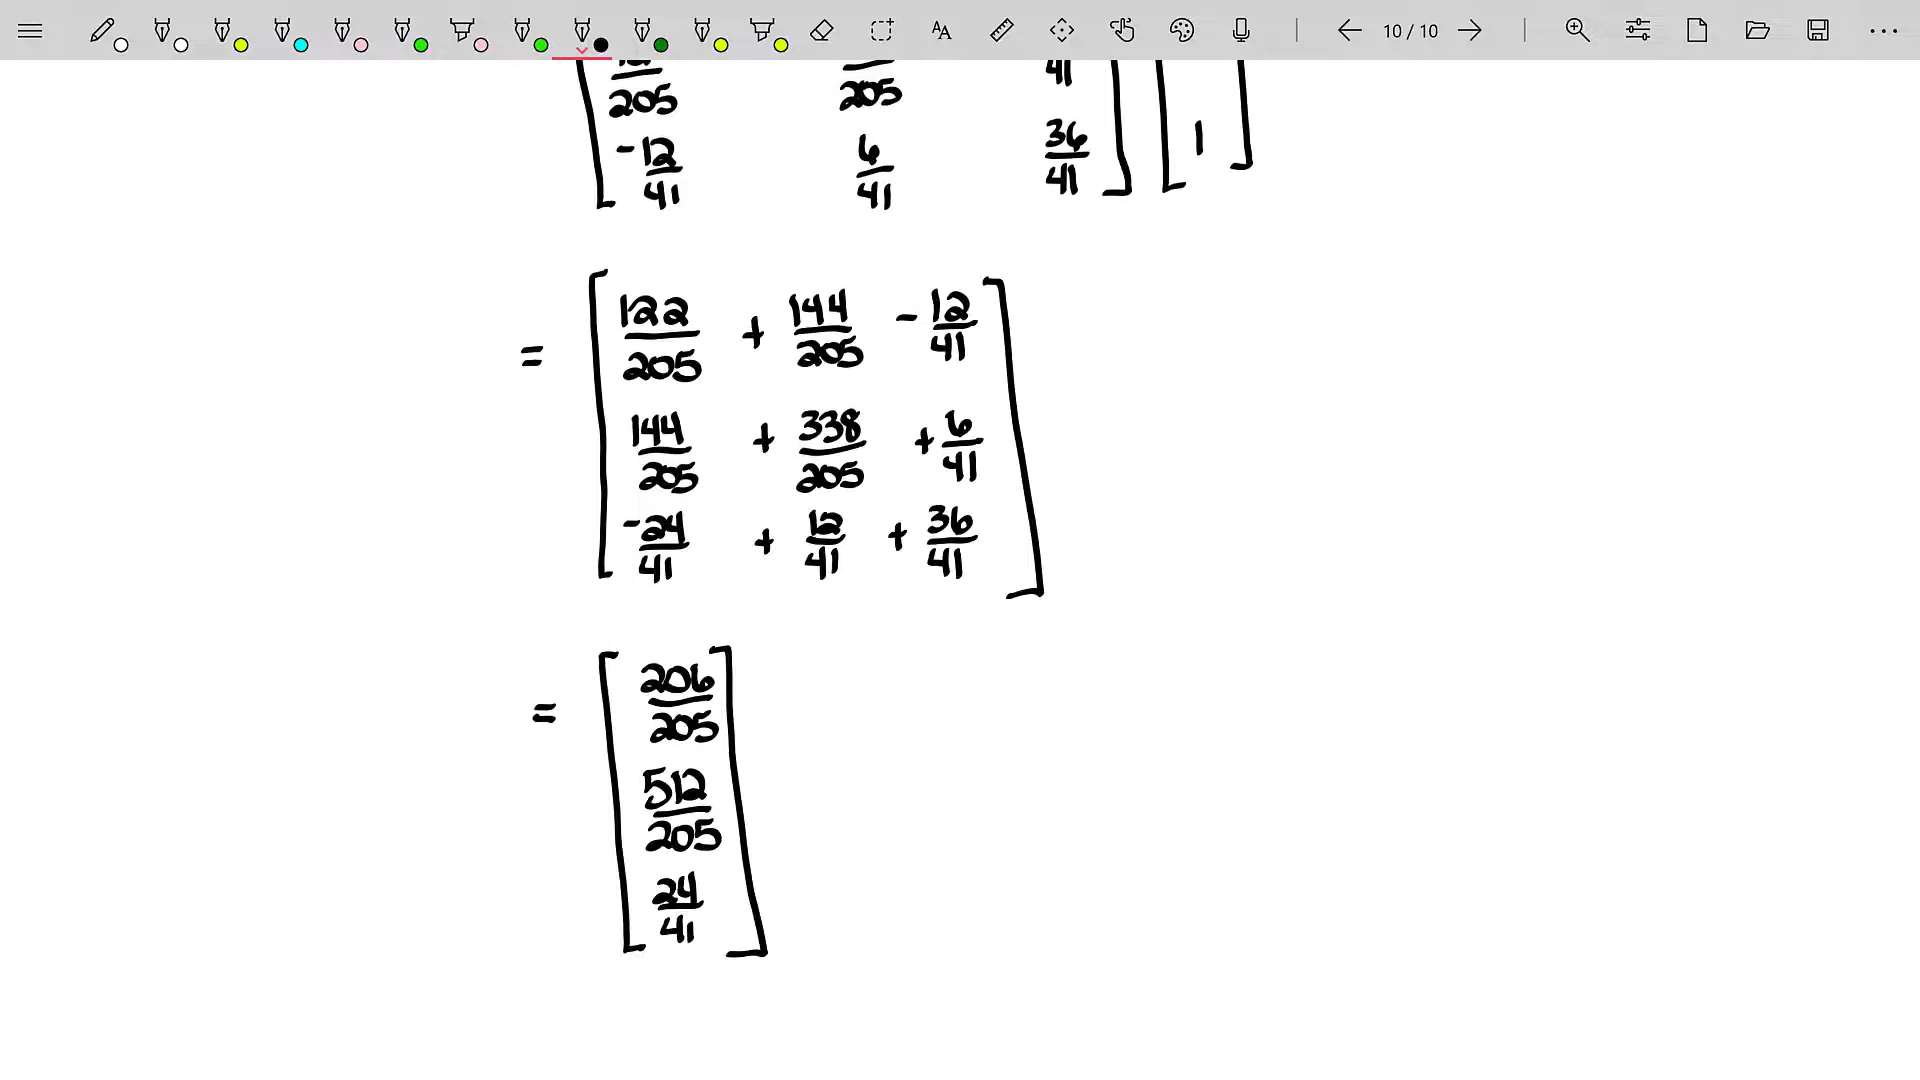 10 / 10
205 205 41
-12/41 6/41 36/41 1
= [ 122/205 + 144/205 - 12/41
144/205 + 338/205 + 6/41
-24/41 + 12/41 + 36/41 ]
= [ 206/205
512/205
24/41 ]